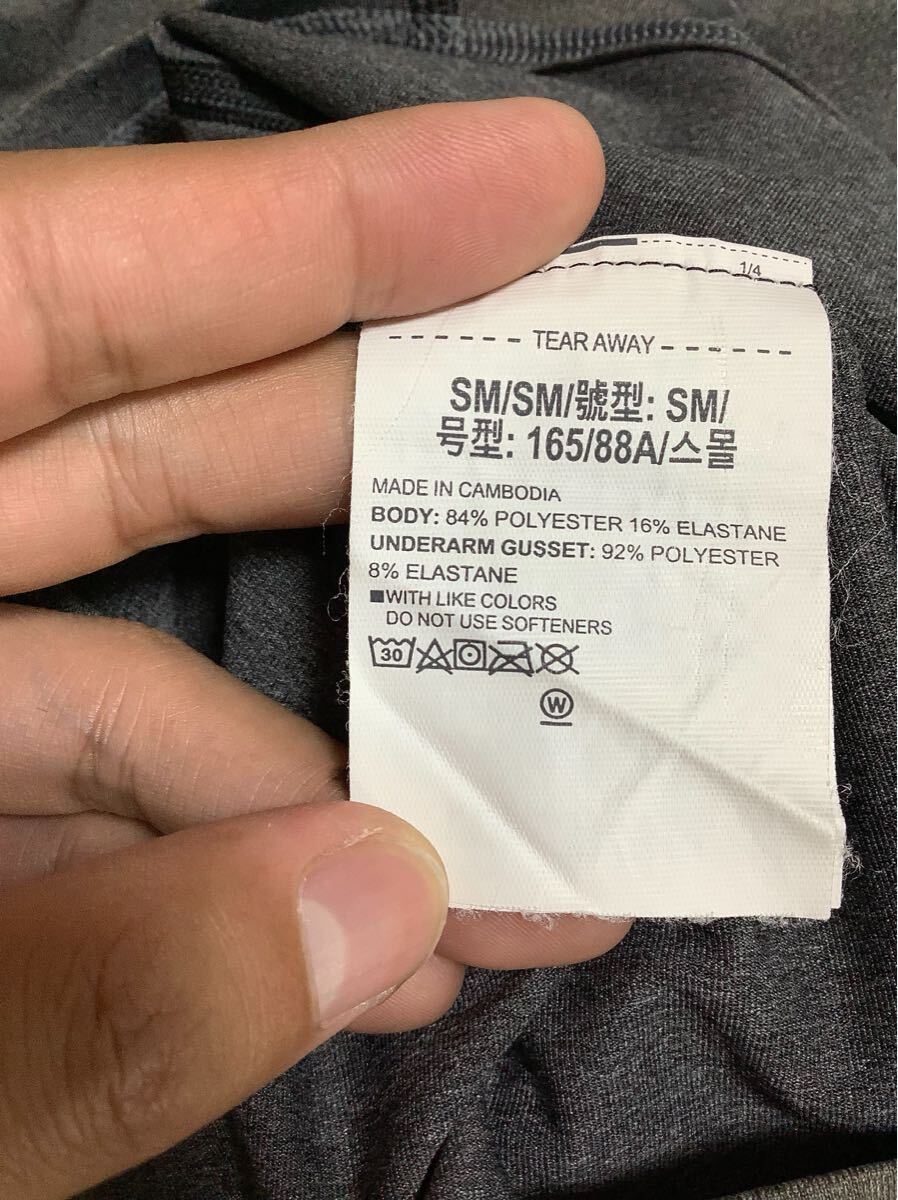 1/4
TEAR AWAY
SM/SM/號型: SM/
号型: 165/88A/스몰
MADE IN CAMBODIA
BODY: 84% POLYESTER 16% ELASTANE
UNDERARM GUSSET: 92% POLYESTER
8% ELASTANE
WITH LIKE COLORS
DO NOT USE SOFTENERS
30
W